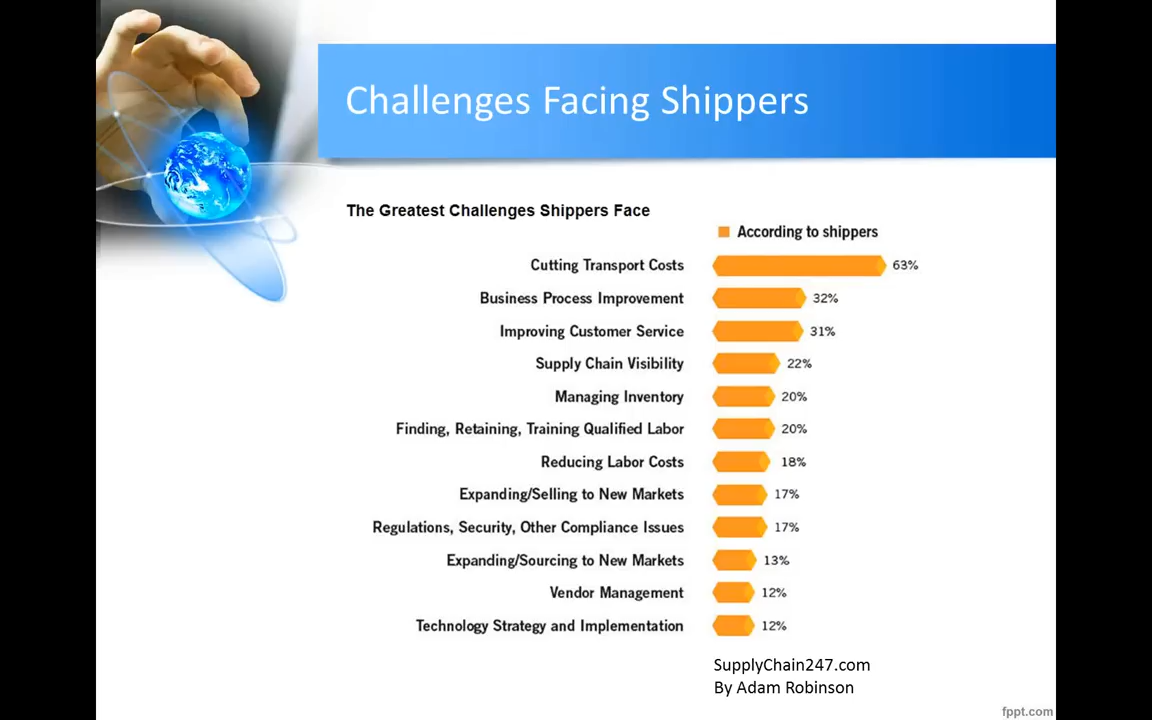 Challenges Facing Shippers
The Greatest Challenges Shippers Face
According to shippers
Cutting Transport Costs 63%
Business Process Improvement 32%
Improving Customer Service 31%
Supply Chain Visibility 22%
Managing Inventory 20%
Finding, Retaining, Training Qualified Labor 20%
Reducing Labor Costs 18%
Expanding/Selling to New Markets 17%
Regulations, Security, Other Compliance Issues 17%
Expanding/Sourcing to New Markets 13%
Vendor Management 12%
Technology Strategy and Implementation 12%
SupplyChain247.com
By Adam Robinson
fppt.com